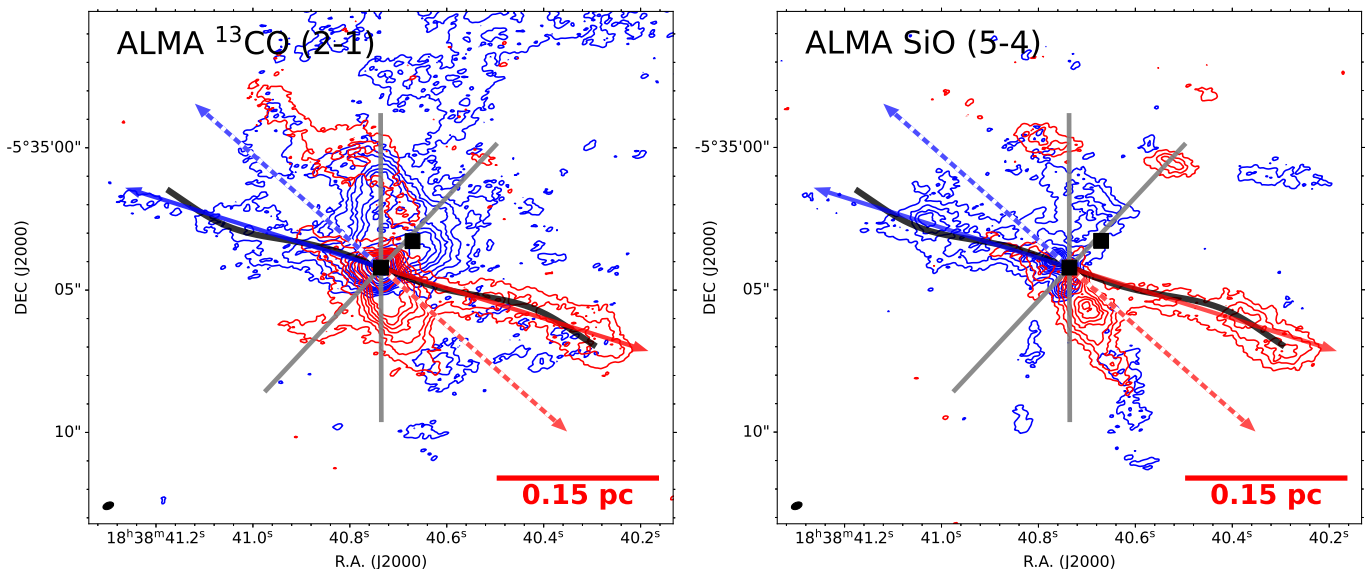 ALMA ¹³CO (2-1)
-5°35'00"
05"
10"
DEC (J2000)
0.15 pc
18ʰ38ᵐ41.2ˢ 41.0ˢ 40.8ˢ 40.6ˢ 40.4ˢ 40.2ˢ
R.A. (J2000)
ALMA SiO (5-4)
-5°35'00"
05"
10"
DEC (J2000)
0.15 pc
18ʰ38ᵐ41.2ˢ 41.0ˢ 40.8ˢ 40.6ˢ 40.4ˢ 40.2ˢ
R.A. (J2000)